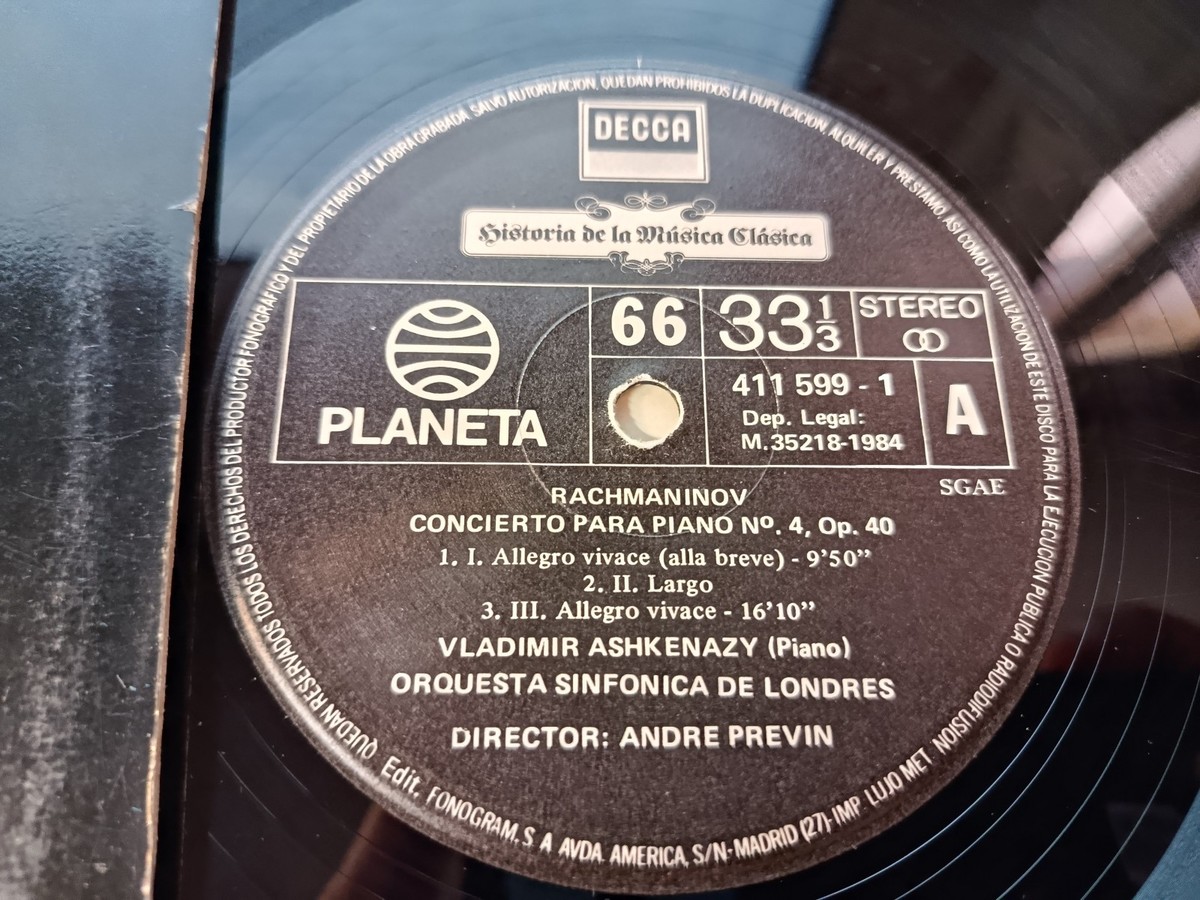 DECCA
Historia de la Música Clásica
PLANETA
66
33 1/3
STEREO
411 599 - 1
Dep. Legal:
M.35218-1984
A
SGAE
RACHMANINOV
CONCIERTO PARA PIANO Nº. 4, Op. 40
1. I. Allegro vivace (alla breve) - 9'50"
2. II. Largo
3. III. Allegro vivace - 16'10"
VLADIMIR ASHKENAZY (Piano)
ORQUESTA SINFONICA DE LONDRES
DIRECTOR: ANDRE PREVIN
QUEDAN RESERVADOS TODOS LOS DERECHOS DEL PRODUCTOR FONOGRAFICO Y DEL PROPIETARIO DE LA OBRA GRABADA. SALVO AUTORIZACION, QUEDAN PROHIBIDOS LA DUPLICACION, ALQUILER Y PRESTAMO, ASI COMO LA UTILIZACION DE ESTE DISCO PARA LA EJECUCION PUBLICA O RADIODIFUSION
Edit. FONOGRAM, S. A. AVDA. AMERICA, S/N-MADRID (27)-IMP. LUJO MET